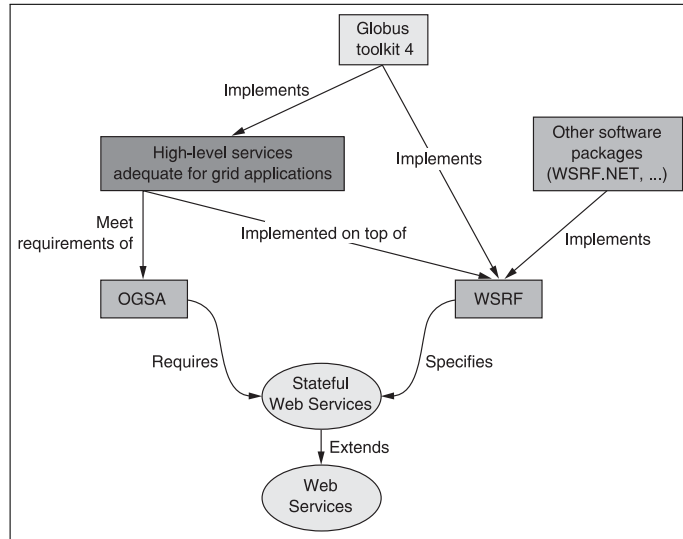 Globus
toolkit 4
Implements
High-level services
adequate for grid applications
Implements
Other software
packages
(WSRF.NET, ...)
Meet
requirements of
Implemented on top of
Implements
OGSA
WSRF
Requires
Specifies
Stateful
Web Services
Extends
Web
Services